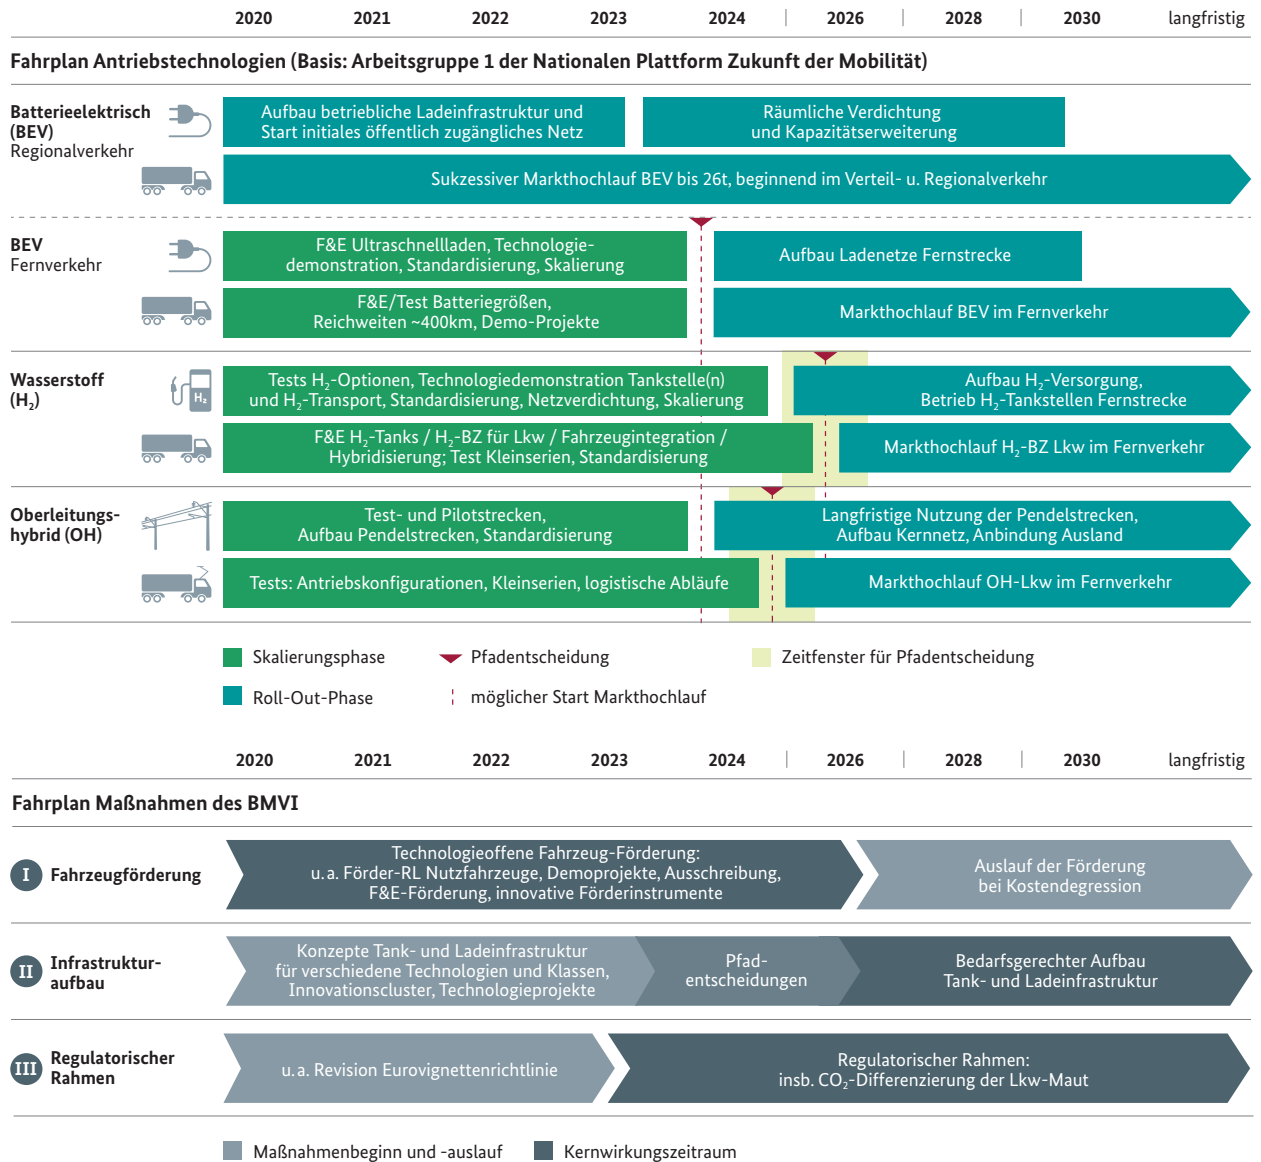 2020 2021 2022 2023 2024 2026 2028 2030 langfristig
Fahrplan Antriebstechnologien (Basis: Arbeitsgruppe 1 der Nationalen Plattform Zukunft der Mobilität)
Batterieelektrisch
(BEV)
Regionalverkehr
Aufbau betriebliche Ladeinfrastruktur und
Start initiales öffentlich zugängliches Netz
Räumliche Verdichtung
und Kapazitätserweiterung
Sukzessiver Markthochlauf BEV bis 26t, beginnend im Verteil- u. Regionalverkehr
BEV
Fernverkehr
F&E Ultraschnellladen, Technologie-
demonstration, Standardisierung, Skalierung
Aufbau Ladenetze Fernstrecke
F&E/Test Batteriegrößen,
Reichweiten ~400km, Demo-Projekte
Markthochlauf BEV im Fernverkehr
Wasserstoff
(H₂)
H₂
Tests H₂-Optionen, Technologiedemonstration Tankstelle(n)
und H₂-Transport, Standardisierung, Netzverdichtung, Skalierung
Aufbau H₂-Versorgung,
Betrieb H₂-Tankstellen Fernstrecke
F&E H₂-Tanks / H₂-BZ für Lkw / Fahrzeugintegration /
Hybridisierung; Test Kleinserien, Standardisierung
Markthochlauf H₂-BZ Lkw im Fernverkehr
Oberleitungs-
hybrid (OH)
Test- und Pilotstrecken,
Aufbau Pendelstrecken, Standardisierung
Langfristige Nutzung der Pendelstrecken,
Aufbau Kernnetz, Anbindung Ausland
Tests: Antriebskonfigurationen, Kleinserien, logistische Abläufe
Markthochlauf OH-Lkw im Fernverkehr
Skalierungsphase
Pfadentscheidung
Zeitfenster für Pfadentscheidung
Roll-Out-Phase
möglicher Start Markthochlauf
2020 2021 2022 2023 2024 2026 2028 2030 langfristig
Fahrplan Maßnahmen des BMVI
I Fahrzeugförderung
Technologieoffene Fahrzeug-Förderung:
u. a. Förder-RL Nutzfahrzeuge, Demoprojekte, Ausschreibung,
F&E-Förderung, innovative Förderinstrumente
Auslauf der Förderung
bei Kostendegression
II Infrastruktur-
aufbau
Konzepte Tank- und Ladeinfrastruktur
für verschiedene Technologien und Klassen,
Innovationscluster, Technologieprojekte
Pfad-
entscheidungen
Bedarfsgerechter Aufbau
Tank- und Ladeinfrastruktur
III Regulatorischer
Rahmen
u. a. Revision Eurovignettenrichtlinie
Regulatorischer Rahmen:
insb. CO₂-Differenzierung der Lkw-Maut
Maßnahmenbeginn und -auslauf
Kernwirkungszeitraum